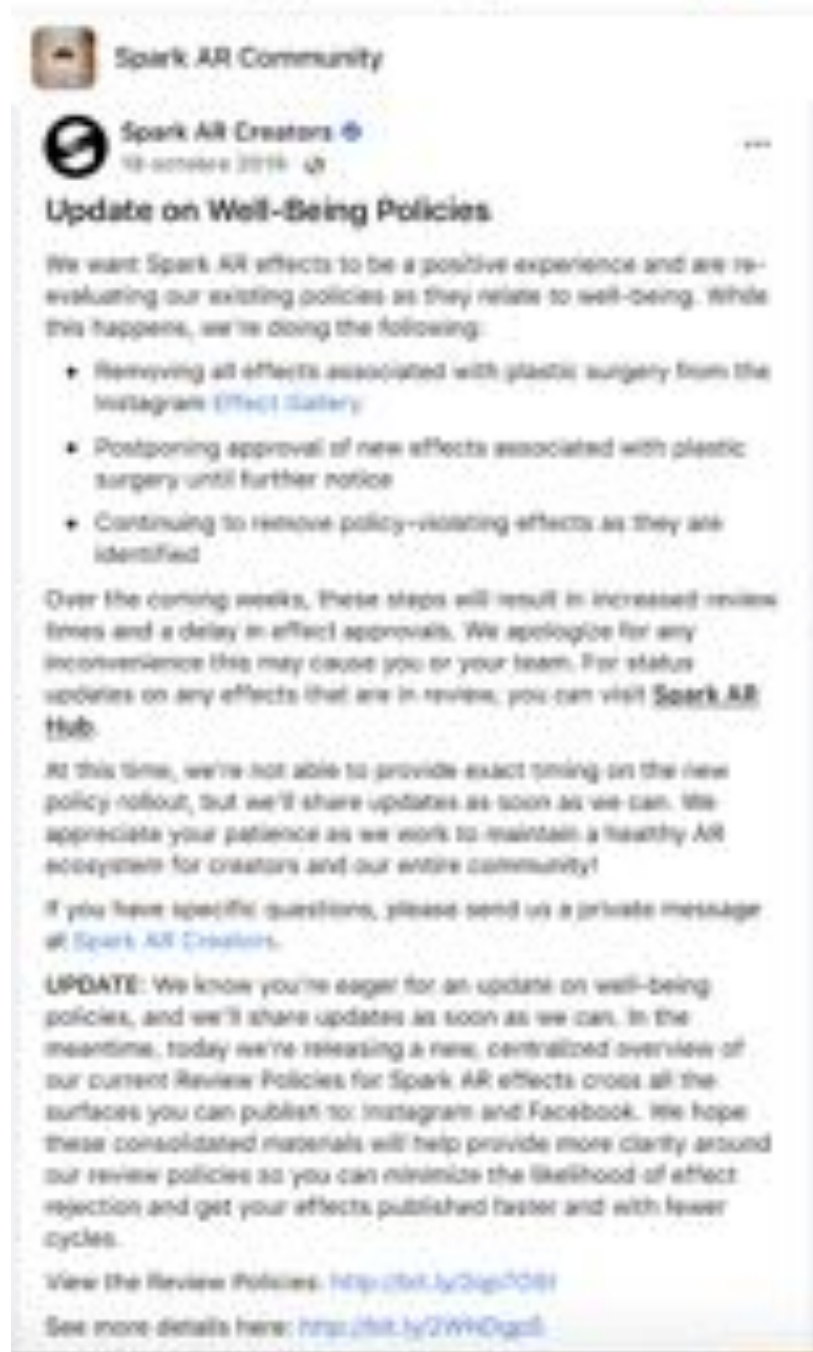 Spark AR Community
Spark AR Creators
octobre 2019
Update on Well-Being Policies
We want Spark AR effects to be a positive experience and are re-
evaluating our existing policies as they relate to well-being. While
this happens, we're doing the following:
• Removing all effects associated with plastic surgery from the
Instagram Effect Gallery
• Postponing approval of new effects associated with plastic
surgery until further notice
• Continuing to remove policy-violating effects as they are
identified
Over the coming weeks, these steps will result in increased review
times and a delay in effect approvals. We apologize for any
inconvenience this may cause you or your team. For status
updates on any effects that are in review, you can visit Spark AR
Hub.
At this time, we're not able to provide exact timing on the new
policy rollout, but we'll share updates as soon as we can. We
appreciate your patience as we work to maintain a healthy AR
ecosystem for creators and our entire community!
If you have specific questions, please send us a private message
at Spark AR Creators.
UPDATE: We know you're eager for an update on well-being
policies, and we'll share updates as soon as we can. In the
meantime, today we're releasing a new, centralized overview of
our current Review Policies for Spark AR effects cross all the
surfaces you can publish to: Instagram and Facebook. We hope
these consolidated materials will help provide more clarity around
our review policies so you can minimize the likelihood of effect
rejection and get your effects published faster and with fewer
cycles.
View the Review Policies:
See more details here: